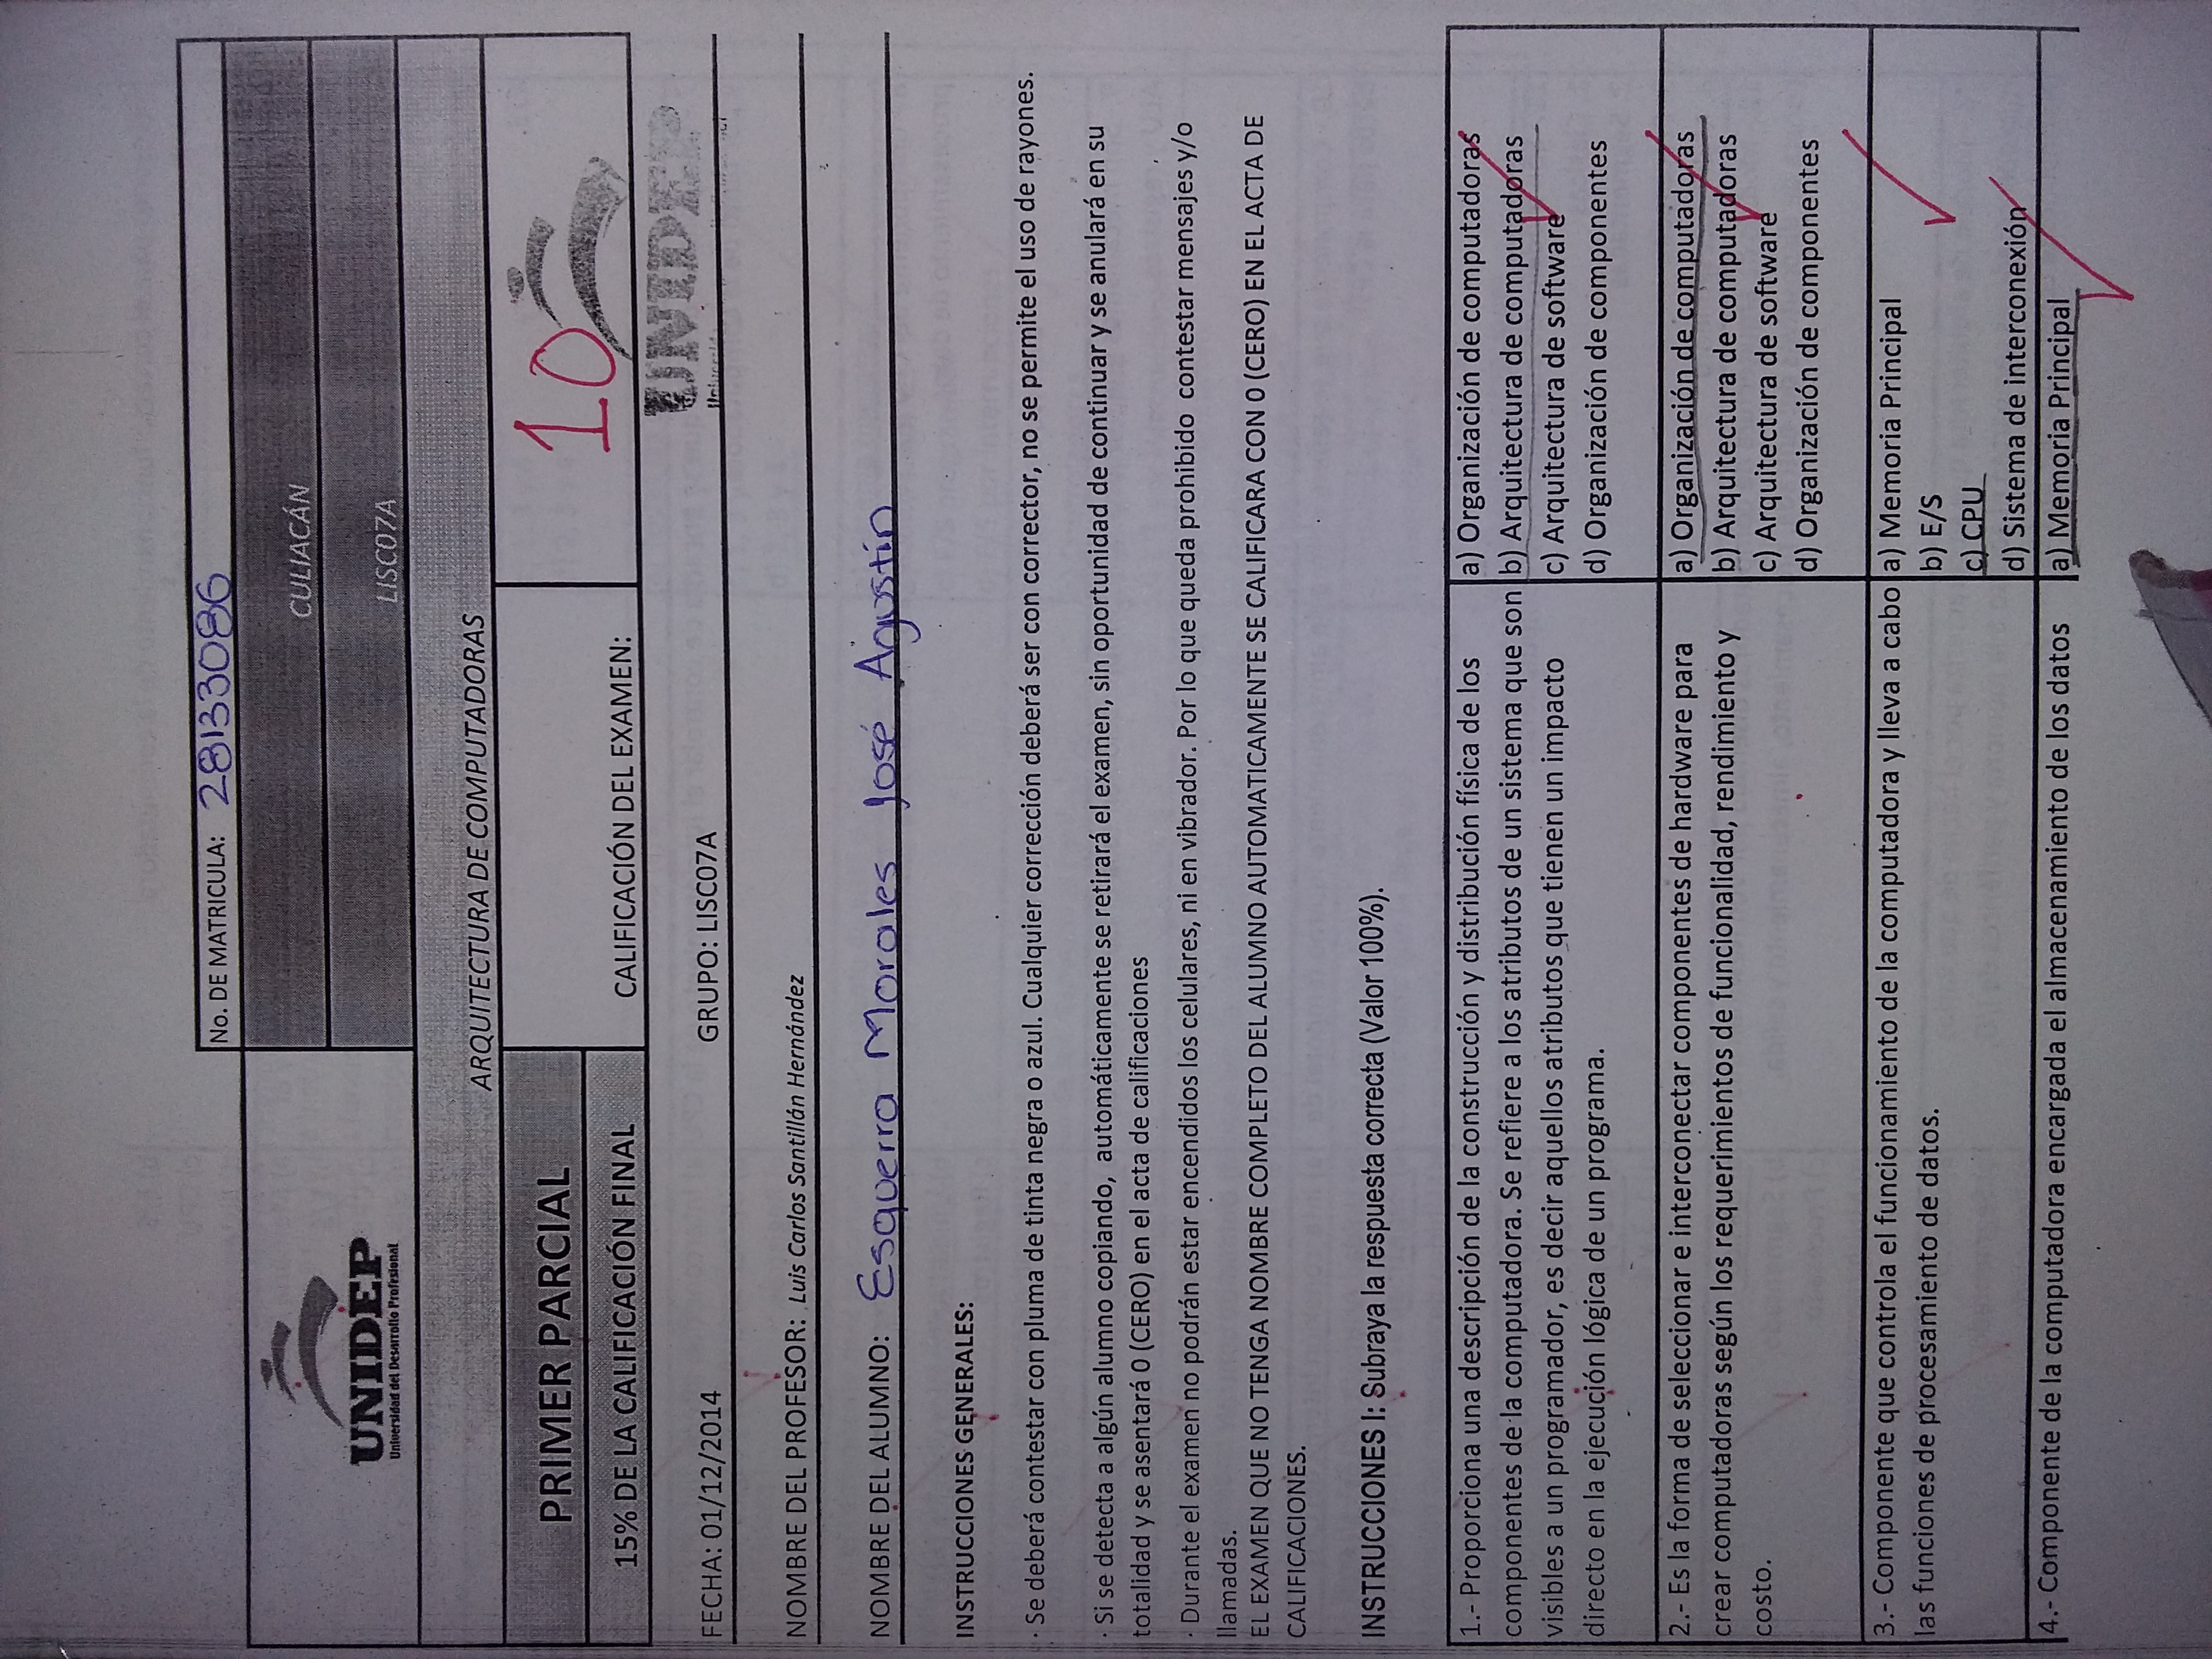 No. DE MATRICULA: 28133086
CULIACÁN
UNIDEP
Universidad del Desarrollo Profesional
LISC07A
ARQUITECTURA DE COMPUTADORAS
PRIMER PARCIAL
15% DE LA CALIFICACIÓN FINAL
CALIFICACIÓN DEL EXAMEN:
10
UNIDEP
FECHA: 01/12/2014 GRUPO: LISC07A
NOMBRE DEL PROFESOR: Luis Carlos Santillán Hernández
NOMBRE DEL ALUMNO: Esquerra Morales José Agustín
INSTRUCCIONES GENERALES:
· Se deberá contestar con pluma de tinta negra o azul. Cualquier corrección deberá ser con corrector, no se permite el uso de rayones.
· Si se detecta a algún alumno copiando, automáticamente se retirará el examen, sin oportunidad de continuar y se anulará en su
totalidad y se asentará 0 (CERO) en el acta de calificaciones
· Durante el examen no podrán estar encendidos los celulares, ni en vibrador. Por lo que queda prohibido contestar mensajes y/o
llamadas.
EL EXAMEN QUE NO TENGA NOMBRE COMPLETO DEL ALUMNO AUTOMATICAMENTE SE CALIFICARA CON 0 (CERO) EN EL ACTA DE
CALIFICACIONES.
INSTRUCCIONES I: Subraya la respuesta correcta (Valor 100%).
1.- Proporciona una descripción de la construcción y distribución física de los
componentes de la computadora. Se refiere a los atributos de un sistema que son
visibles a un programador, es decir aquellos atributos que tienen un impacto
directo en la ejecución lógica de un programa.
a) Organización de computadoras
b) Arquitectura de computadoras
c) Arquitectura de software
d) Organización de componentes
2.- Es la forma de seleccionar e interconectar componentes de hardware para
crear computadoras según los requerimientos de funcionalidad, rendimiento y
costo.
a) Organización de computadoras
b) Arquitectura de computadoras
c) Arquitectura de software
d) Organización de componentes
3.- Componente que controla el funcionamiento de la computadora y lleva a cabo
las funciones de procesamiento de datos.
a) Memoria Principal
b) E/S
c) CPU
d) Sistema de interconexión
4.- Componente de la computadora encargada el almacenamiento de los datos
a) Memoria Principal